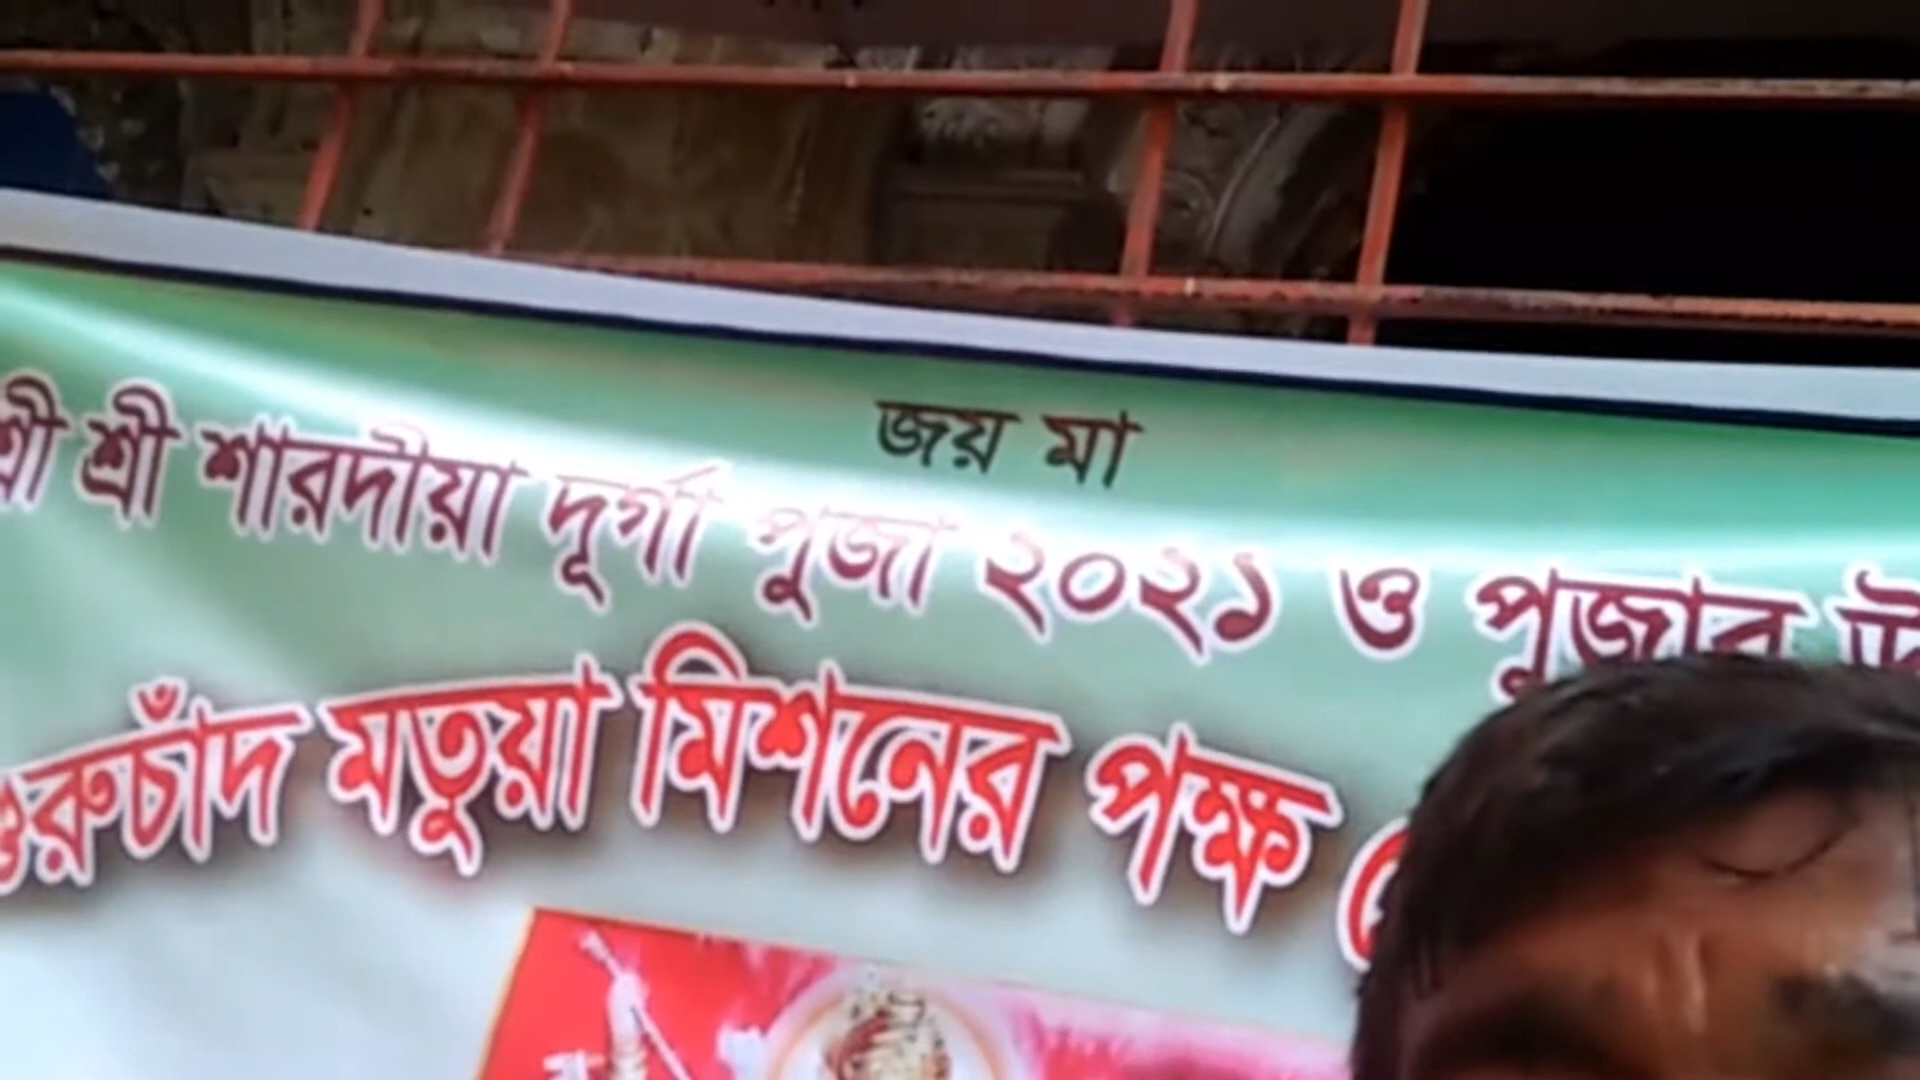 জয় মা
শ্রী শ্রী শারদীয়া দূর্গা পুজা ২০২১ ও পুজার
গুরুচাঁদ মতুয়া মিশনের পক্ষ